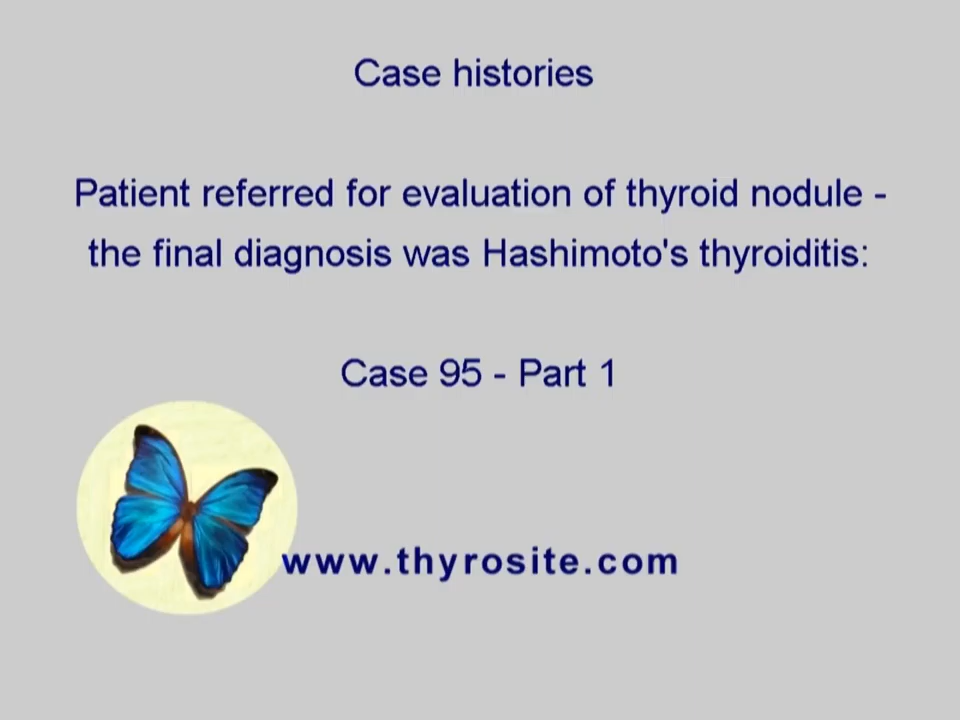 Case histories
Patient referred for evaluation of thyroid nodule -
the final diagnosis was Hashimoto's thyroiditis:
Case 95 - Part 1
www.thyrosite.com